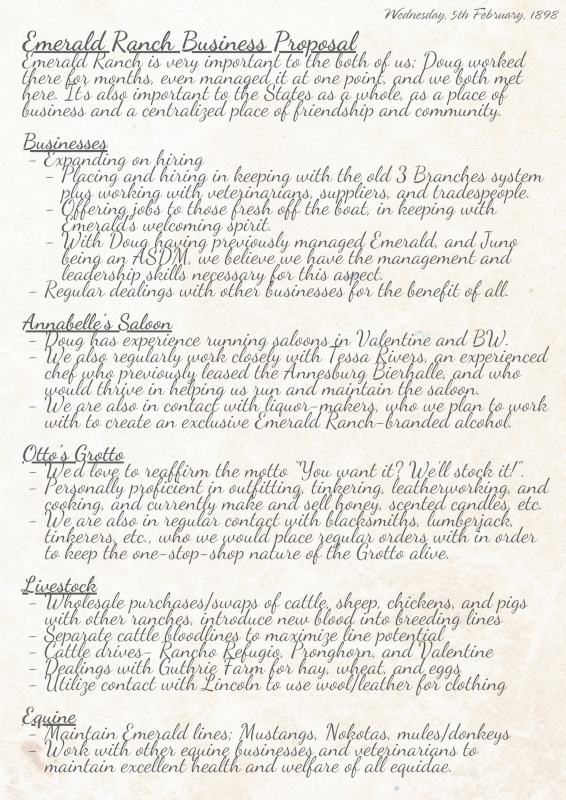 Wednesday, 5th February, 1898
Emerald Ranch Business Proposal
Emerald Ranch is very important to the both of us; Doug worked
there for months, even managed it at one point, and we both met
here. It's also important to the States as a whole, as a place of
business and a centralized place of friendship and community.
Businesses
- Expanding on hiring
- Placing and hiring in keeping with the old 3 Branches system
plus working with veterinarians, suppliers, and tradespeople.
- Offering jobs to those fresh off the boat, in keeping with
Emerald's welcoming spirit.
- With Doug having previously managed Emerald, and Juno
being an ASDM, we believe we have the management and
leadership skills necessary for this aspect.
- Regular dealings with other businesses for the benefit of all.
Annabelle's Saloon
- Doug has experience running saloons in Valentine and BW.
- We also regularly work closely with Tessa Rivers, an experienced
chef who previously leased the Annesburg Bierhalle, and who
would thrive in helping us run and maintain the saloon.
- We are also in contact with liquor-makers, who we plan to work
with to create an exclusive Emerald Ranch-branded alcohol.
Otto's Grotto
- We'd love to reaffirm the motto "You want it? We'll stock it!".
- Personally proficient in outfitting, tinkering, leatherworking, and
cooking, and currently make and sell honey, scented candles, etc.
- We are also in regular contact with blacksmiths, lumberjack,
tinkerers, etc., who we would place regular orders with in order
to keep the one-stop-shop nature of the Grotto alive.
Livestock
- Wholesale purchases/swaps of cattle, sheep, chickens, and pigs
with other ranches, introduce new blood into breeding lines
- Separate cattle bloodlines to maximize line potential
- Cattle drives- Rancho Refugio, Pronghorn, and Valentine
- Dealings with Guthrie Farm for hay, wheat, and eggs
- Utilize contact with Lincoln to use wool/leather for clothing
Equine
- Maintain Emerald lines; Mustangs, Nokotas, mules/donkeys
- Work with other equine businesses and veterinarians to
maintain excellent health and welfare of all equidae.